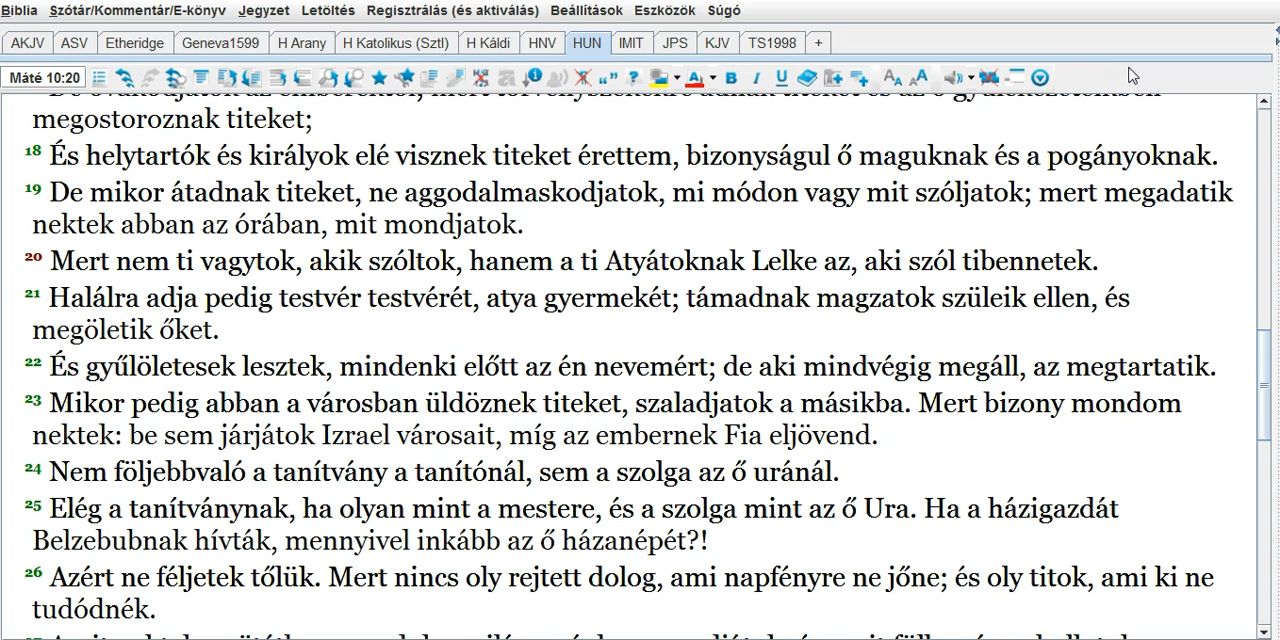 Biblia Szótár/Kommentár/E-könyv Jegyzet Letöltés Regisztrálás (és aktiválás) Beállítások Eszközök Súgó
AKJV ASV Etheridge Geneva1599 H Arany H Katolikus (Sztl) H Káldi HNV HUN IMIT JPS KJV TS1998 +
Máté 10:20
megostoroznak titeket;
18 És helytartók és királyok elé visznek titeket érettem, bizonyságul ő maguknak és a pogányoknak.
19 De mikor átadnak titeket, ne aggodalmaskodjatok, mi módon vagy mit szóljatok; mert megadatik
nektek abban az órában, mit mondjatok.
20 Mert nem ti vagytok, akik szóltok, hanem a ti Atyátoknak Lelke az, aki szól tibennetek.
21 Halálra adja pedig testvér testvérét, atya gyermekét; támadnak magzatok szüleik ellen, és
megöletik őket.
22 És gyűlöletesek lesztek, mindenki előtt az én nevemért; de aki mindvégig megáll, az megtartatik.
23 Mikor pedig abban a városban üldöznek titeket, szaladjatok a másikba. Mert bizony mondom
nektek: be sem járjátok Izrael városait, míg az embernek Fia eljövend.
24 Nem följebbvaló a tanítvány a tanítónál, sem a szolga az ő uránál.
25 Elég a tanítványnak, ha olyan mint a mestere, és a szolga mint az ő Ura. Ha a házigazdát
Belzebubnak hívták, mennyivel inkább az ő házanépét?!
26 Azért ne féljetek tőlük. Mert nincs oly rejtett dolog, ami napfényre ne jőne; és oly titok, ami ki ne
tudódnék.